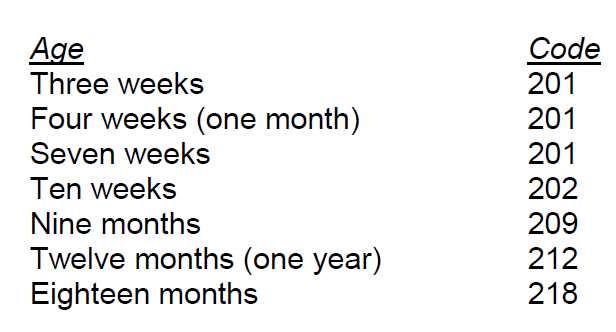 Age Code
Three weeks 201
Four weeks (one month) 201
Seven weeks 201
Ten weeks 202
Nine months 209
Twelve months (one year) 212
Eighteen months 218